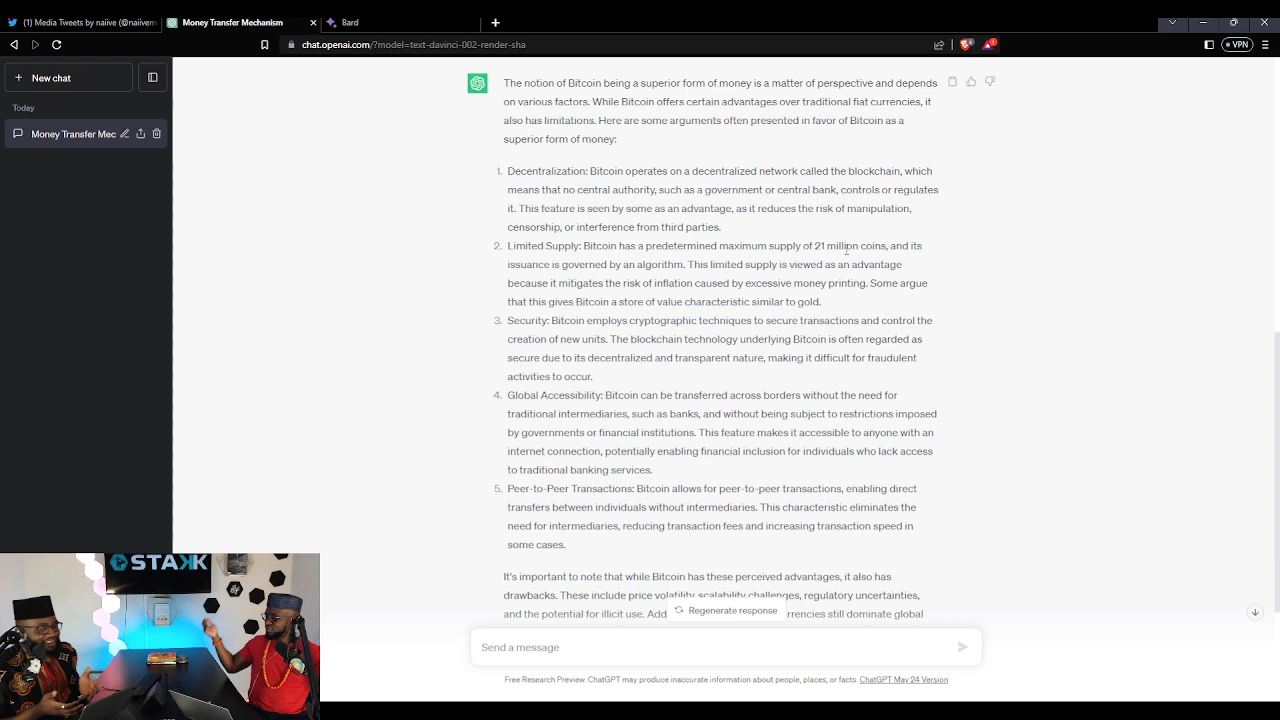 (1) Media Tweets by naiive (@naiiven
Money Transfer Mechanism
Bard
chat.openai.com/?model=text-davinci-002-render-sha
VPN
New chat
Today
Money Transfer Mec
The notion of Bitcoin being a superior form of money is a matter of perspective and depends
on various factors. While Bitcoin offers certain advantages over traditional fiat currencies, it
also has limitations. Here are some arguments often presented in favor of Bitcoin as a
superior form of money:
1. Decentralization: Bitcoin operates on a decentralized network called the blockchain, which
means that no central authority, such as a government or central bank, controls or regulates
it. This feature is seen by some as an advantage, as it reduces the risk of manipulation,
censorship, or interference from third parties.
2. Limited Supply: Bitcoin has a predetermined maximum supply of 21 million coins, and its
issuance is governed by an algorithm. This limited supply is viewed as an advantage
because it mitigates the risk of inflation caused by excessive money printing. Some argue
that this gives Bitcoin a store of value characteristic similar to gold.
3. Security: Bitcoin employs cryptographic techniques to secure transactions and control the
creation of new units. The blockchain technology underlying Bitcoin is often regarded as
secure due to its decentralized and transparent nature, making it difficult for fraudulent
activities to occur.
4. Global Accessibility: Bitcoin can be transferred across borders without the need for
traditional intermediaries, such as banks, and without being subject to restrictions imposed
by governments or financial institutions. This feature makes it accessible to anyone with an
internet connection, potentially enabling financial inclusion for individuals who lack access
to traditional banking services.
5. Peer-to-Peer Transactions: Bitcoin allows for peer-to-peer transactions, enabling direct
transfers between individuals without intermediaries. This characteristic eliminates the
need for intermediaries, reducing transaction fees and increasing transaction speed in
some cases.
It's important to note that while Bitcoin has these perceived advantages, it also has
drawbacks. These include price volatility, scalability challenges, regulatory uncertainties,
and the potential for illicit use. Add
rrencies still dominate global
Regenerate response
Send a message
Free Research Preview. ChatGPT may produce inaccurate information about people, places, or facts. ChatGPT May 24 Version
STAKK